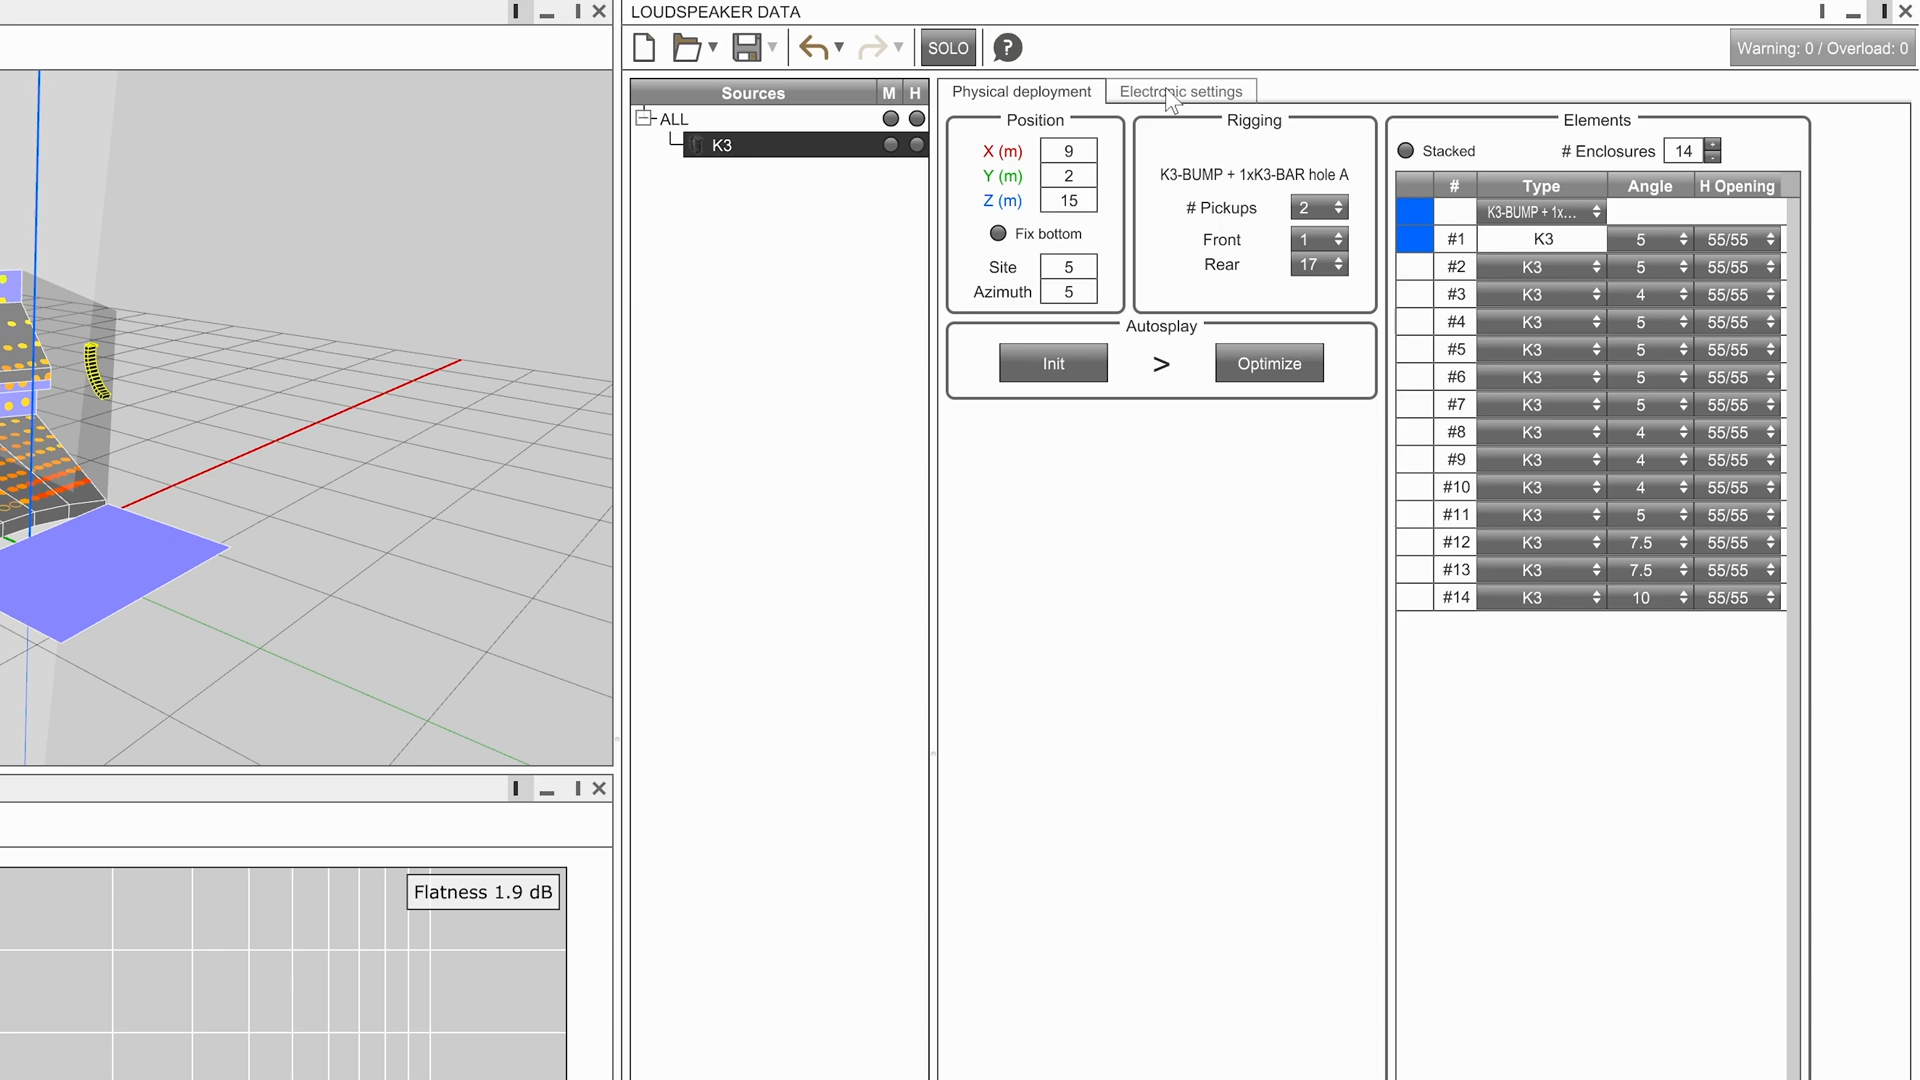 LOUDSPEAKER DATA
SOLO
?
Warning: 0 / Overload: 0
Sources M H
ALL
K3
Physical deployment
Electronic settings
Position
X (m) 9
Y (m) 2
Z (m) 15
Fix bottom
Site 5
Azimuth 5
Rigging
K3-BUMP + 1xK3-BAR hole A
# Pickups 2
Front 1
Rear 17
Autosplay
Init > Optimize
Elements
Stacked # Enclosures 14
# Type Angle H Opening
K3-BUMP + 1x...
#1 K3 5 55/55
#2 K3 5 55/55
#3 K3 4 55/55
#4 K3 5 55/55
#5 K3 5 55/55
#6 K3 5 55/55
#7 K3 5 55/55
#8 K3 4 55/55
#9 K3 4 55/55
#10 K3 4 55/55
#11 K3 5 55/55
#12 K3 7.5 55/55
#13 K3 7.5 55/55
#14 K3 10 55/55
Flatness 1.9 dB